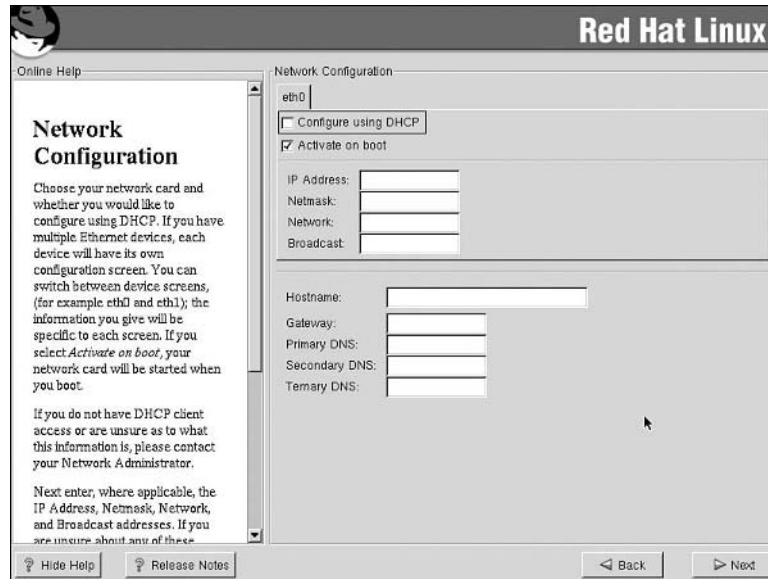 Red Hat Linux
Online Help
Network
Configuration
Choose your network card and
whether you would like to
configure using DHCP. If you have
multiple Ethernet devices, each
device will have its own
configuration screen. You can
switch between device screens,
(for example eth0 and eth1); the
information you give will be
specific to each screen. If you
select Activate on boot, your
network card will be started when
you boot.
If you do not have DHCP client
access or are unsure as to what
this information is, please contact
your Network Administrator.
Next enter, where applicable, the
IP Address, Netmask, Network,
and Broadcast addresses. If you
are unsure about any of these
Network Configuration
eth0
Configure using DHCP
Activate on boot
IP Address:
Netmask:
Network:
Broadcast:
Hostname:
Gateway:
Primary DNS:
Secondary DNS:
Ternary DNS:
Hide Help
Release Notes
Back
Next